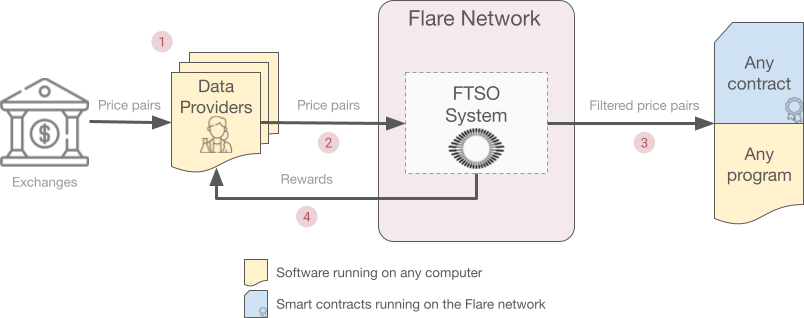 Flare Network
1
Data
Providers
Price pairs
Price pairs
FTSO
System
Filtered price pairs
Any
contract
Any
program
2
3
Exchanges
Rewards
4
Software running on any computer
Smart contracts running on the Flare network